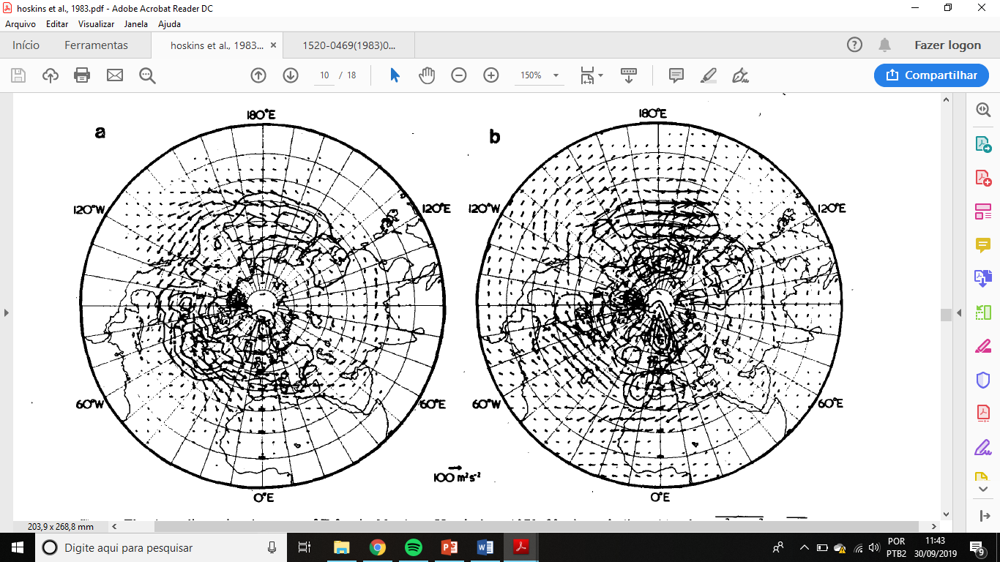 hoskins et al., 1983.pdf - Adobe Acrobat Reader DC
Arquivo Editar Visualizar Janela Ajuda
Início Ferramentas hoskins et al., 1983... × 1520-0469(1983)0... Fazer logon
10 / 18 150% Compartilhar
a
180°E
120°W
120°E
60°W
60°E
0°E
b
180°E
120°W
120°E
60°W
60°E
0°E
100 m²s⁻²
203,9 x 268,8 mm
Digite aqui para pesquisar
POR
PTB2
11:43
30/09/2019
9